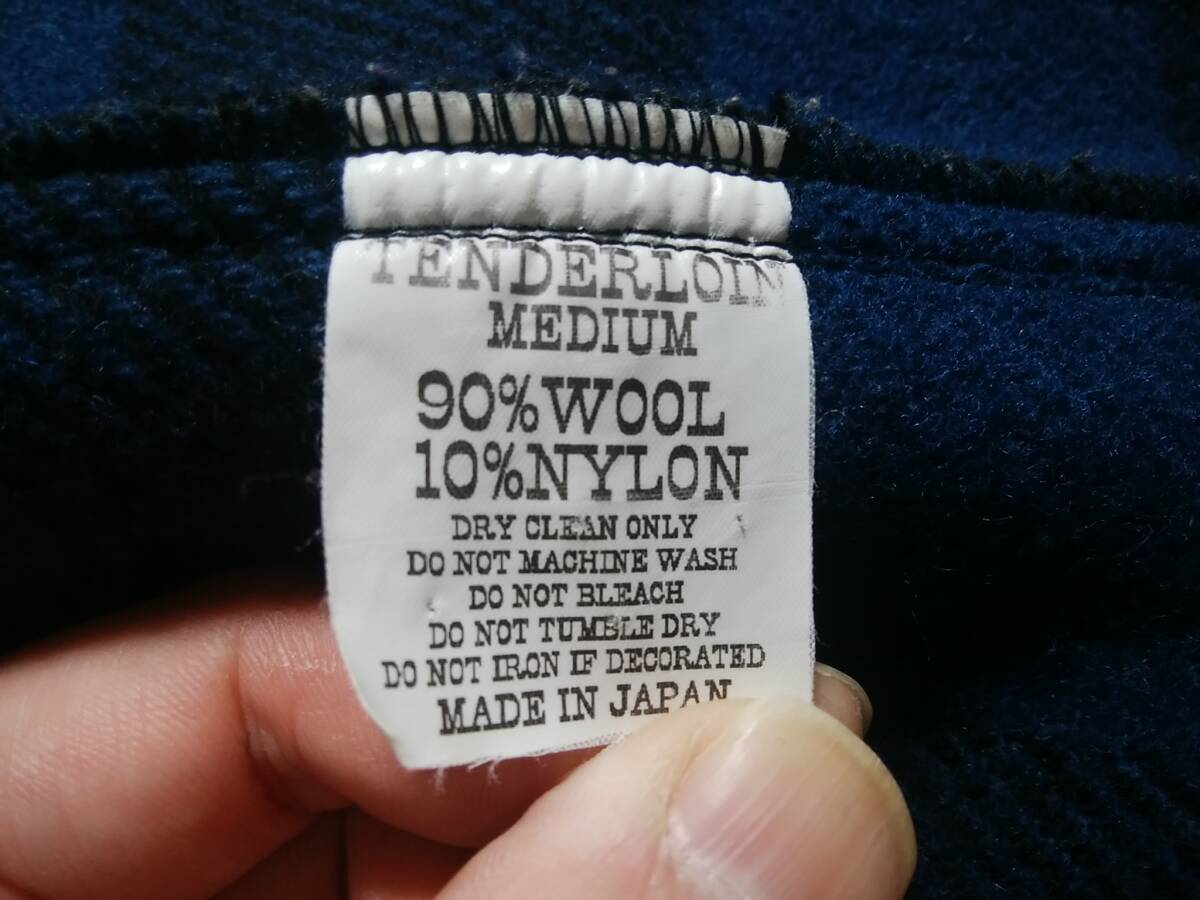 TENDERLOIN
MEDIUM
90%WOOL
10%NYLON
DRY CLEAN ONLY
DO NOT MACHINE WASH
DO NOT BLEACH
DO NOT TUMBLE DRY
DO NOT IRON IF DECORATED
MADE IN JAPAN